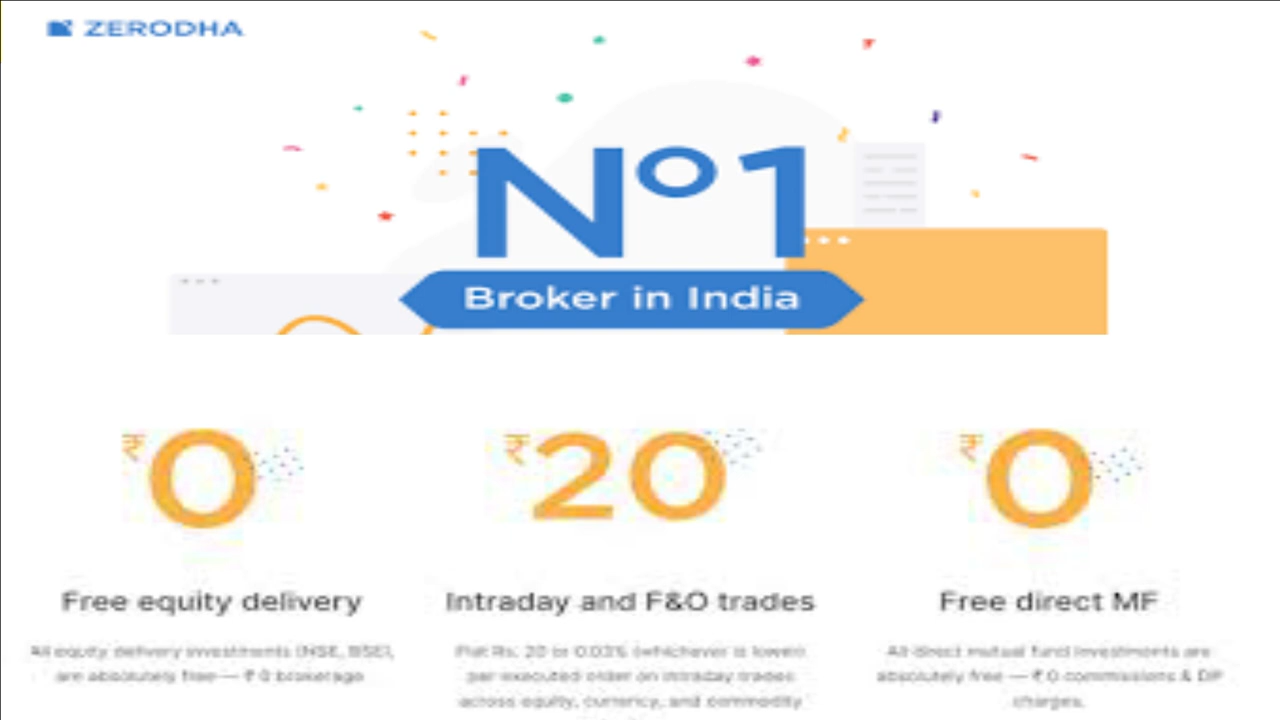 ZERODHA
Nº1
Broker in India
₹0
₹20
₹0
Free equity delivery
Intraday and F&O trades
Free direct MF
All equity delivery investments (NSE, BSE),
are absolutely free — ₹ 0 brokerage.
Flat Rs. 20 or 0.03% (whichever is lower)
per executed order on intraday trades
across equity, currency, and commodity
All direct mutual fund investments are
absolutely free — ₹ 0 commissions & DP
charges.